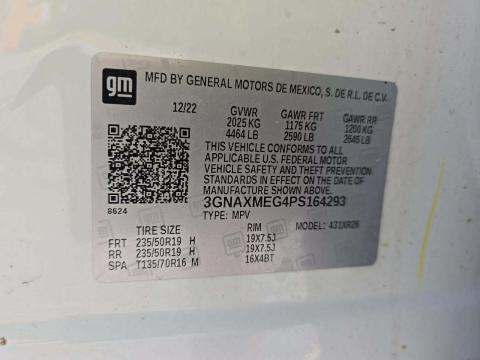 gm
MFD BY GENERAL MOTORS DE MEXICO, S. DE R.L. DE C.V.
12/22 GVWR GAWR FRT GAWR RR
2025 KG 1175 KG 1200 KG
4464 LB 2590 LB 2645 LB
THIS VEHICLE CONFORMS TO ALL
APPLICABLE U.S. FEDERAL MOTOR
VEHICLE SAFETY AND THEFT PREVENTION
STANDARDS IN EFFECT ON THE DATE OF
MANUFACTURE SHOWN ABOVE.
3GNAXMEG4PS164293
8624
TYPE: MPV MODEL: 431XR26
TIRE SIZE RIM
FRT 235/50R19 H 19X7.5J
RR 235/50R19 H 19X7.5J
SPA T135/70R16 M 16X4BT